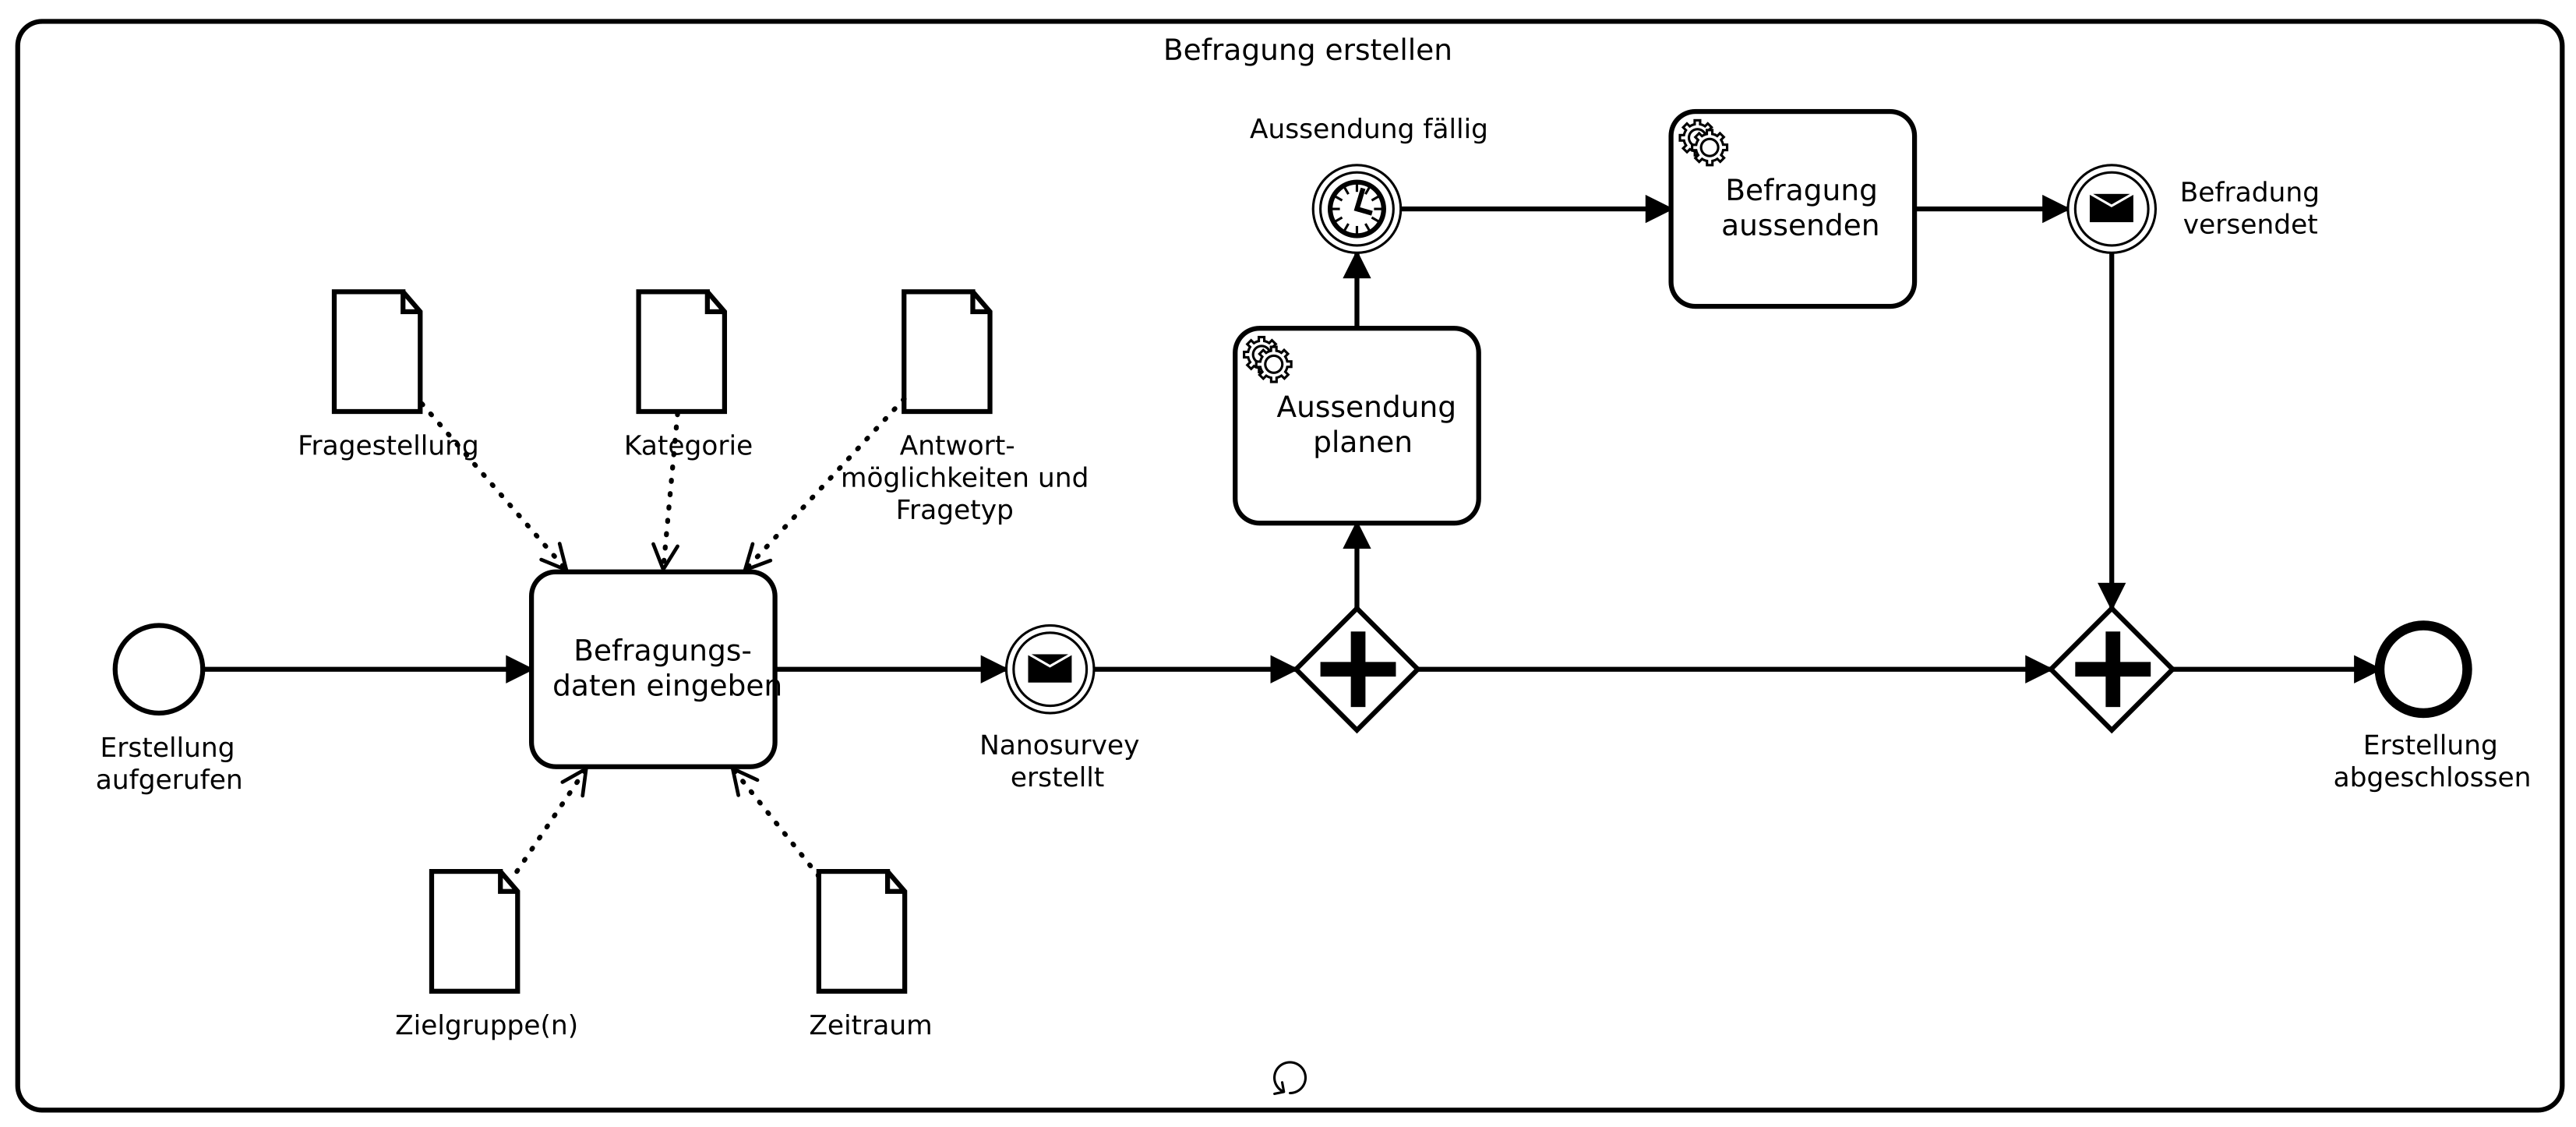 Befragung erstellen
Aussendung fällig
Befragung
aussenden
Befradung
versendet
Fragestellung
Kategorie
Antwort-
möglichkeiten und
Fragetyp
Aussendung
planen
Erstellung
aufgerufen
Befragungs-
daten eingeben
Nanosurvey
erstellt
Erstellung
abgeschlossen
Zielgruppe(n)
Zeitraum